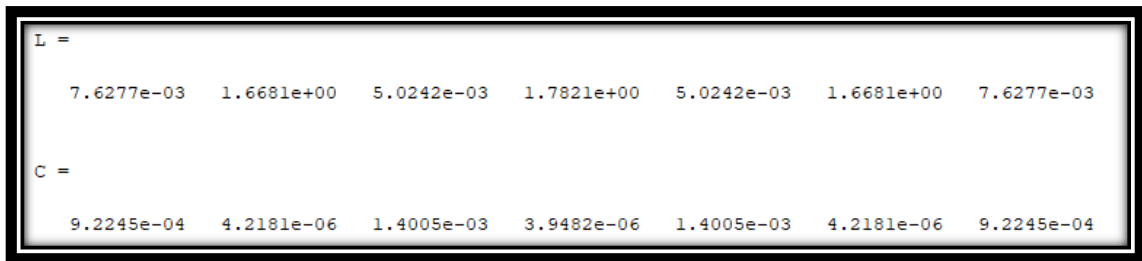 L =
7.6277e-03 1.6681e+00 5.0242e-03 1.7821e+00 5.0242e-03 1.6681e+00 7.6277e-03
C =
9.2245e-04 4.2181e-06 1.4005e-03 3.9482e-06 1.4005e-03 4.2181e-06 9.2245e-04